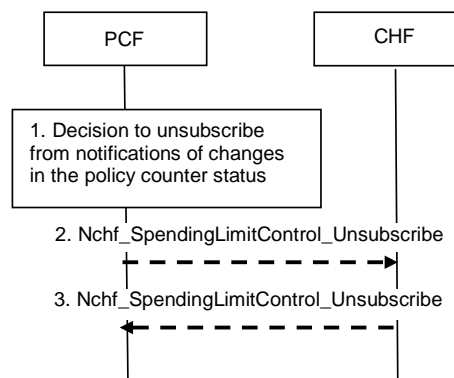 PCF
CHF
1. Decision to unsubscribe
from notifications of changes
in the policy counter status
2. Nchf_SpendingLimitControl_Unsubscribe
3. Nchf_SpendingLimitControl_Unsubscribe